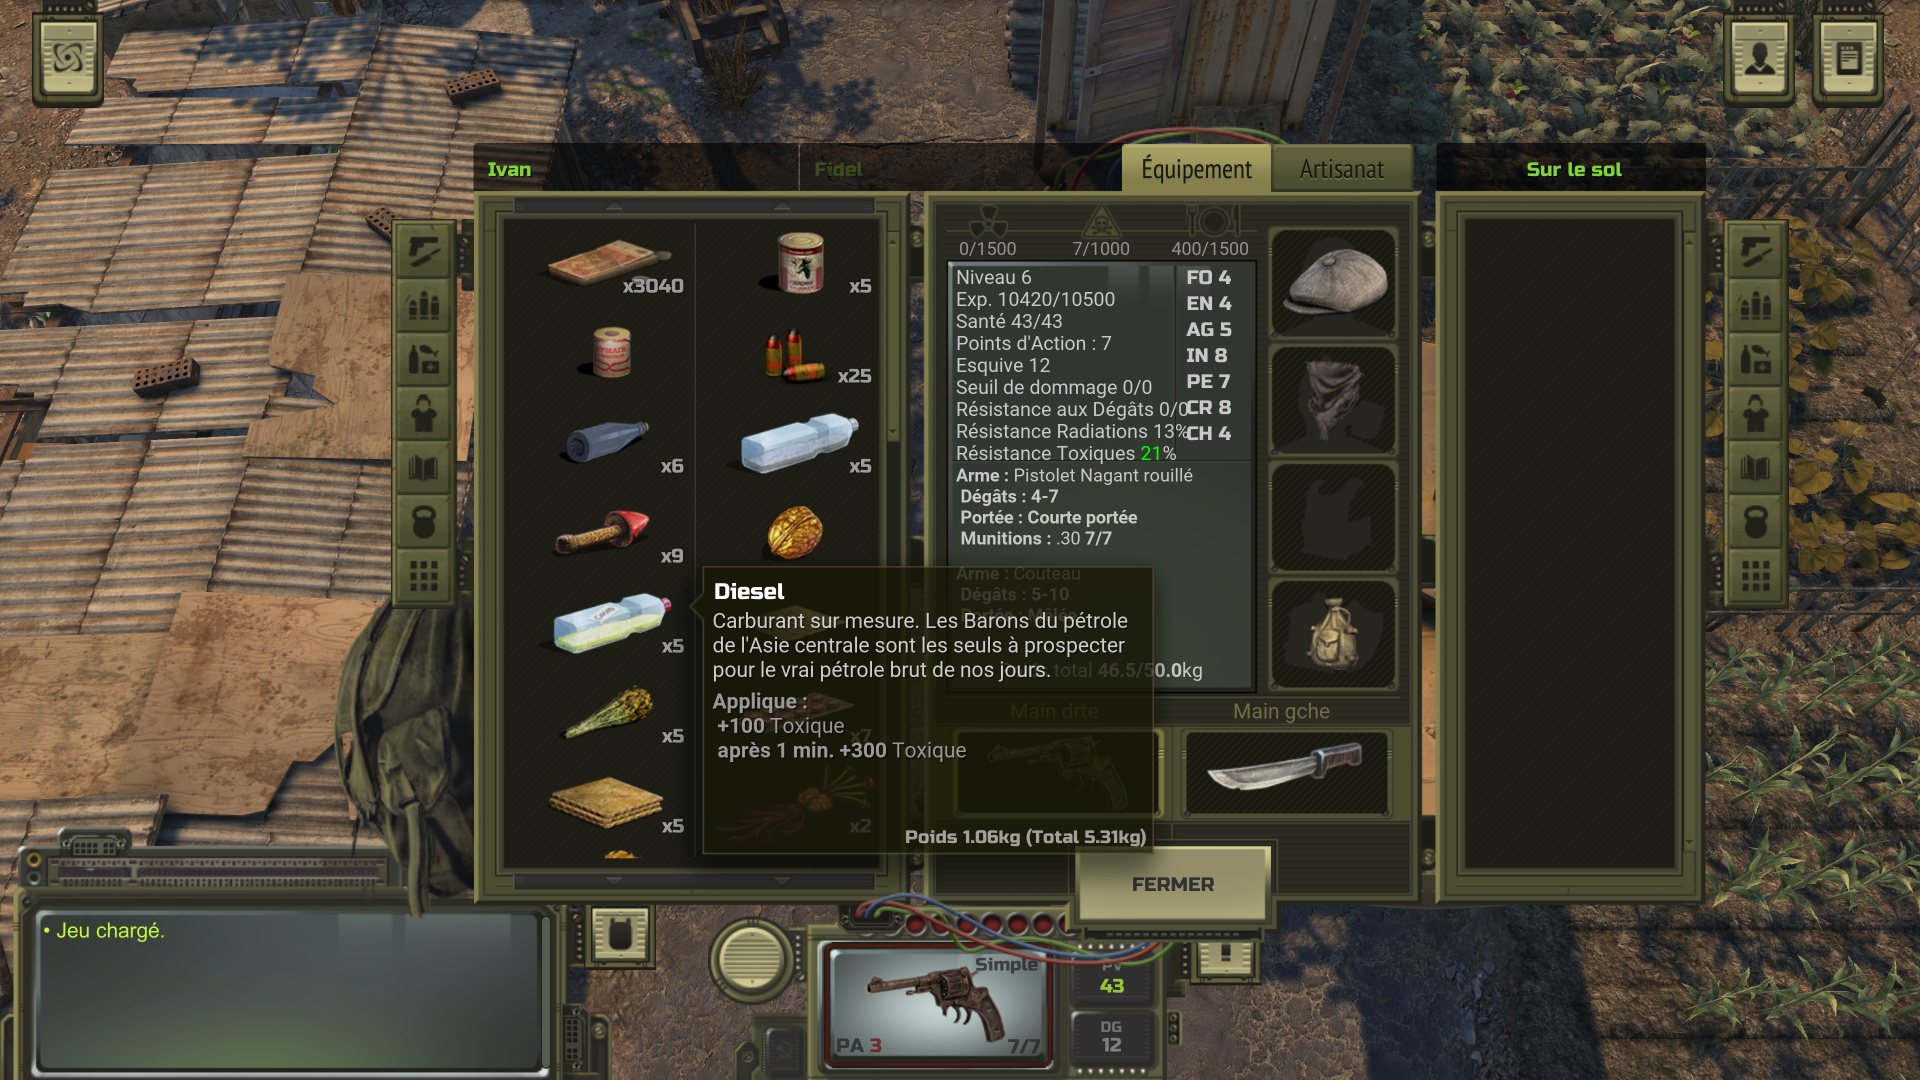 Ivan
Fidel
Équipement
Artisanat
Sur le sol
x3040
x5
x25
x6
x5
x9
x5
x5
x7
x5
x2
0/1500
7/1000
400/1500
Niveau 6
Exp. 10420/10500
Santé 43/43
Points d'Action : 7
Esquive 12
Seuil de dommage 0/0
Résistance aux Dégâts 0/0
Résistance Radiations 13%
Résistance Toxiques 21%
FO 4
EN 4
AG 5
IN 8
PE 7
CR 8
CH 4
Arme : Pistolet Nagant rouillé
Dégâts : 4-7
Portée : Courte portée
Munitions : .30 7/7
Arme : Couteau
Dégâts : 5-10
Portée : Mêlée
total 46.5/50.0kg
Main drte
Main gche
Diesel
Carburant sur mesure. Les Barons du pétrole
de l'Asie centrale sont les seuls à prospecter
pour le vrai pétrole brut de nos jours.
Applique :
+100 Toxique
après 1 min. +300 Toxique
Poids 1.06kg (Total 5.31kg)
FERMER
• Jeu chargé.
Simple
PA 3
7/7
PV
43
DG
12